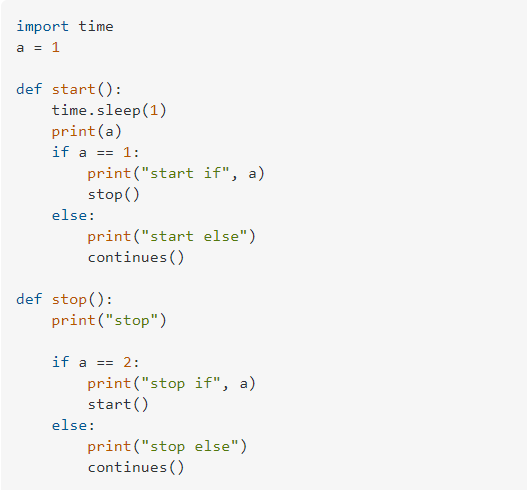 import time
a = 1

def start():
    time.sleep(1)
    print(a)
    if a == 1:
        print("start if", a)
        stop()
    else:
        print("start else")
        continues()

def stop():
    print("stop")

    if a == 2:
        print("stop if", a)
        start()
    else:
        print("stop else")
        continues()